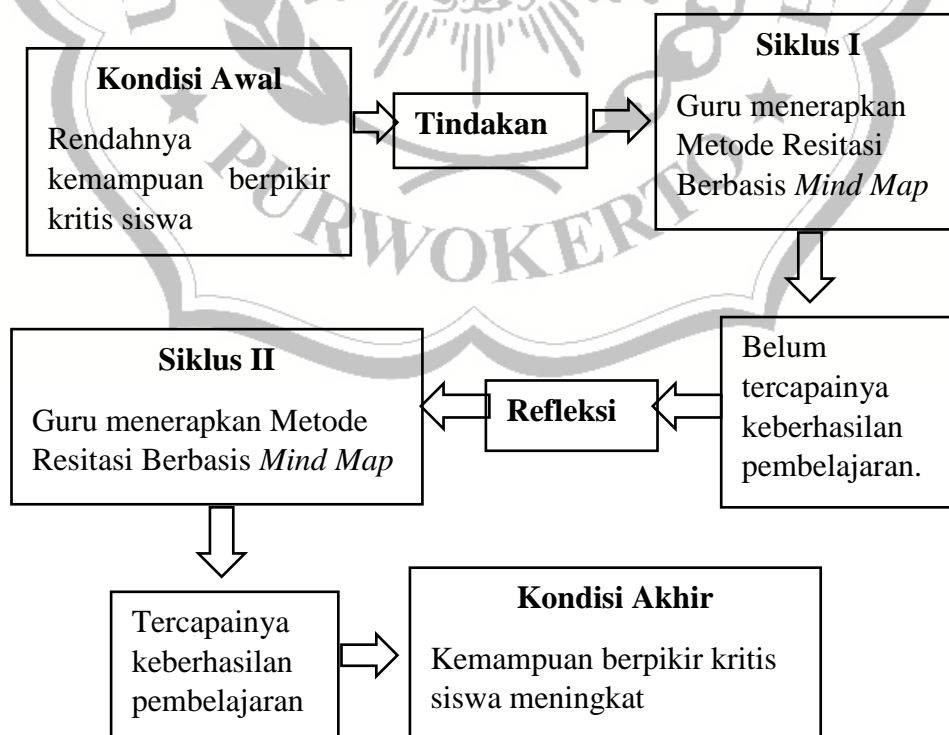 Kondisi Awal
Rendahnya
kemampuan berpikir
kritis siswa
Tindakan
Siklus I
Guru menerapkan
Metode Resitasi
Berbasis Mind Map
PURWOKERTO
Belum
tercapainya
keberhasilan
pembelajaran.
Refleksi
Siklus II
Guru menerapkan Metode
Resitasi Berbasis Mind Map
Tercapainya
keberhasilan
pembelajaran
Kondisi Akhir
Kemampuan berpikir kritis
siswa meningkat